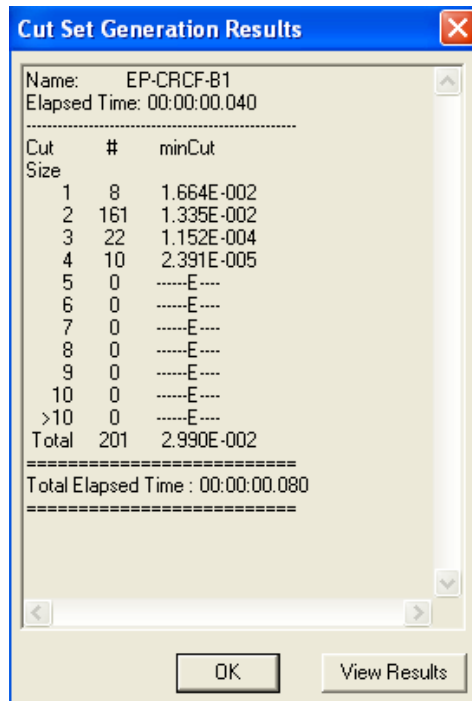 Cut Set Generation Results
Name: EP-CRCF-B1
Elapsed Time: 00:00:00.040
------------------------------------------------
Cut # minCut
Size
1 8 1.664E-002
2 161 1.335E-002
3 22 1.152E-004
4 10 2.391E-005
5 0 ------E----
6 0 ------E----
7 0 ------E----
8 0 ------E----
9 0 ------E----
10 0 ------E----
>10 0 ------E----
Total 201 2.990E-002
==========================
Total Elapsed Time : 00:00:00.080
==========================
OK View Results